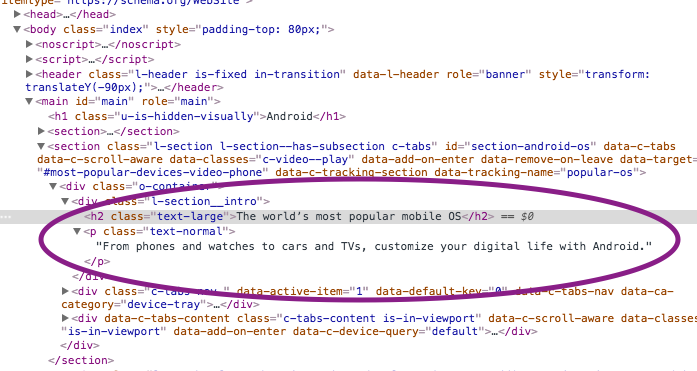 itemtype="https://schema.org/WebSite">
▶<head>…</head>
▼<body class="index" style="padding-top: 80px;">
▶<noscript>…</noscript>
▶<script>…</script>
▶<header class="l-header is-fixed in-transition" data-l-header role="banner" style="transform:
translateY(-90px);">…</header>
▼<main id="main" role="main">
<h1 class="u-is-hidden-visually">Android</h1>
▶<section>…</section>
▼<section class="l-section l-section--has-subsection c-tabs" id="section-android-os" data-c-tabs
data-c-scroll-aware data-classes="c-video--play" data-add-on-enter data-remove-on-leave data-target=
"#most-popular-devices-video-phone" data-c-tracking-section data-tracking-name="popular-os">
▼<div class="o-container">
▼<div class="l-section__intro">
…<h2 class="text-large">The world's most popular mobile OS</h2> == $0
▼<p class="text-normal">
"From phones and watches to cars and TVs, customize your digital life with Android."
</p>
</div>
▶<div class="c-tabs-nav " data-active-item="1" data-default-key="0" data-c-tabs-nav data-ca-
category="device-tray">…</div>
▶<div data-c-tabs-content class="c-tabs-content is-in-viewport" data-c-scroll-aware data-classes
"is-in-viewport" data-add-on-enter data-c-device-query="default">…</div>
</section>